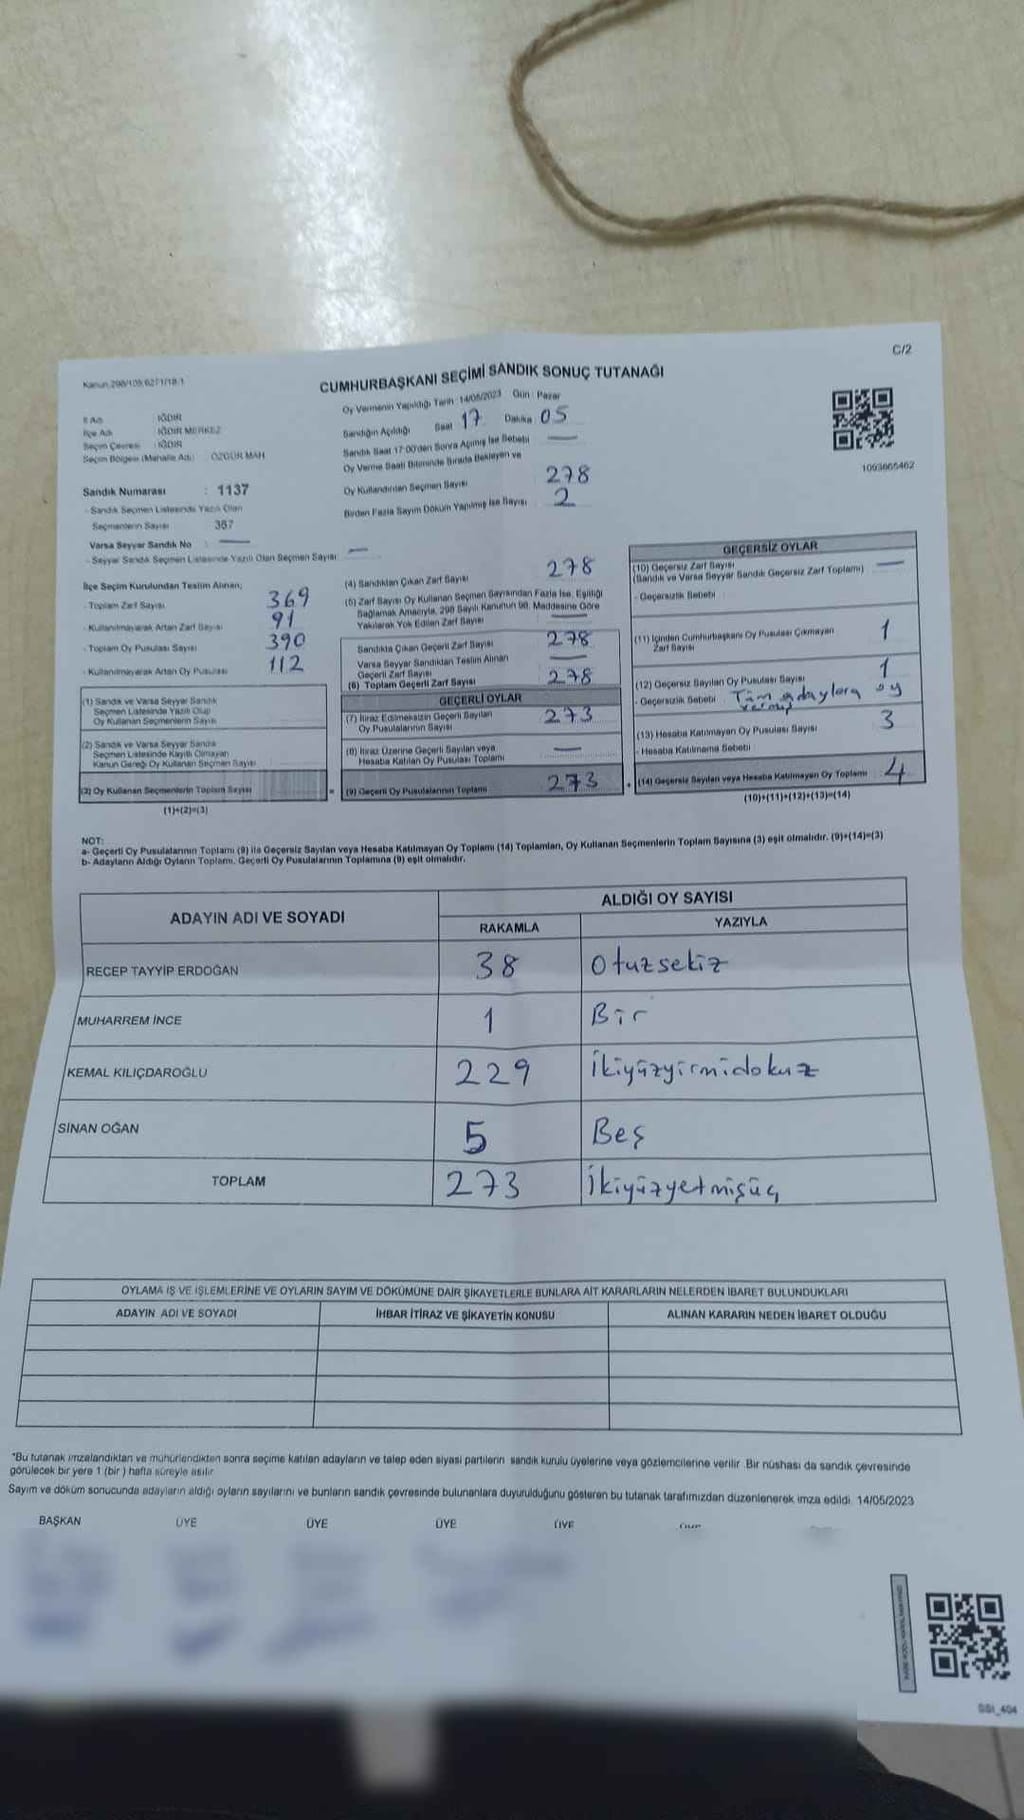 C/2
Kanun:298/105;6271/18-1
CUMHURBAŞKANI SEÇİMİ SANDIK SONUÇ TUTANAĞI
İl Adı : IĞDIR
İlçe Adı : IĞDIR MERKEZ
Seçim Çevresi : IĞDIR
Seçim Bölgesi (Mahalle Adı) : ÖZGÜR MAH
Sandık Numarası : 1137
- Sandık Seçmen Listesinde Yazılı Olan
Seçmenlerin Sayısı 367
Varsa Seyyar Sandık No : —
- Seyyar Sandık Seçmen Listesinde Yazılı Olan Seçmen Sayısı —
İlçe Seçim Kurulundan Teslim Alınan;
- Toplam Zarf Sayısı 369
- Kullanılmayarak Artan Zarf Sayısı 91
- Toplam Oy Pusulası Sayısı 390
- Kullanılmayarak Artan Oy Pusulası 112
(1) Sandık ve Varsa Seyyar Sandık
Seçmen Listesinde Yazılı Olup
Oy Kullanan Seçmenlerin Sayısı
(2) Sandık ve Varsa Seyyar Sandık
Seçmen Listesinde Kayıtlı Olmayan
Kanun Gereği Oy Kullanan Seçmen Sayısı
(3) Oy Kullanan Seçmenlerin Toplam Sayısı
(1)+(2)=(3)
Oy Vermenin Yapıldığı Tarih : 14/05/2023 Gün : Pazar
Sandığın Açıldığı Saat 17 Dakika 05
Sandık Saat 17:00'den Sonra Açılmış İse Sebebi —
Oy Verme Saati Bitiminde Sırada Bekleyen ve
Oy Kullandırılan Seçmen Sayısı 278
Birden Fazla Sayım Döküm Yapılmış İse Sayısı 2
(4) Sandıktan Çıkan Zarf Sayısı 278
(5) Zarf Sayısı Oy Kullanan Seçmen Sayısından Fazla İse, Eşitliği
Sağlamak Amacıyla, 298 Sayılı Kanunun 98. Maddesine Göre
Yakılarak Yok Edilen Zarf Sayısı —
Sandıkta Çıkan Geçerli Zarf Sayısı 278
Varsa Seyyar Sandıktan Teslim Alınan
Geçerli Zarf Sayısı —
(6) Toplam Geçerli Zarf Sayısı 278
GEÇERLİ OYLAR
(7) İtiraz Edilmeksizin Geçerli Sayılan
Oy Pusulalarının Sayısı 273
(8) İtiraz Üzerine Geçerli Sayılan veya
Hesaba Katılan Oy Pusulası Toplamı —
(9) Geçerli Oy Pusulalarının Toplamı 273
1093665462
GEÇERSİZ OYLAR
(10) Geçersiz Zarf Sayısı —
(Sandık ve Varsa Seyyar Sandık Geçersiz Zarf Toplamı)
- Geçersizlik Sebebi
(11) İçinden Cumhurbaşkanı Oy Pusulası Çıkmayan
Zarf Sayısı 1
(12) Geçersiz Sayılan Oy Pusulası Sayısı 1
- Geçersizlik Sebebi Tüm adaylara oy
vermiş
(13) Hesaba Katılmayan Oy Pusulası Sayısı 3
- Hesaba Katılmama Sebebi
(14) Geçersiz Sayılan veya Hesaba Katılmayan Oy Toplamı 4
(10)+(11)+(12)+(13)=(14)
NOT:
a- Geçerli Oy Pusulalarının Toplamı (9) ile Geçersiz Sayılan veya Hesaba Katılmayan Oy Toplamı (14) Toplamları, Oy Kullanan Seçmenlerin Toplam Sayısına (3) eşit olmalıdır. (9)+(14)=(3)
b- Adayların Aldığı Oyların Toplamı, Geçerli Oy Pusulalarının Toplamına (9) eşit olmalıdır.
ADAYIN ADI VE SOYADI
ALDIĞI OY SAYISI
RAKAMLA YAZIYLA
RECEP TAYYİP ERDOĞAN 38 Otuzsekiz
MUHARREM İNCE 1 Bir
KEMAL KILIÇDAROĞLU 229 İkiyüzyirmidokuz
SİNAN OĞAN 5 Beş
TOPLAM 273 İkiyüzyetmişüç
OYLAMA İŞ VE İŞLEMLERİNE VE OYLARIN SAYIM VE DÖKÜMÜNE DAİR ŞİKAYETLERLE BUNLARA AİT KARARLARIN NELERDEN İBARET BULUNDUKLARI
ADAYIN ADI VE SOYADI İHBAR İTİRAZ VE ŞİKAYETİN KONUSU ALINAN KARARIN NEDEN İBARET OLDUĞU
*Bu tutanak imzalandıktan ve mühürlendikten sonra seçime katılan adayların ve talep eden siyasi partilerin sandık kurulu üyelerine veya gözlemcilerine verilir. Bir nüshası da sandık çevresinde
görülecek bir yere 1 (bir ) hafta süreyle asılır.
Sayım ve döküm sonucunda adayların aldığı oyların sayılarını ve bunların sandık çevresinde bulunanlara duyurulduğunu gösteren bu tutanak tarafımızdan düzenlenerek imza edildi. 14/05/2023
BAŞKAN ÜYE ÜYE ÜYE ÜYE
SSI_404